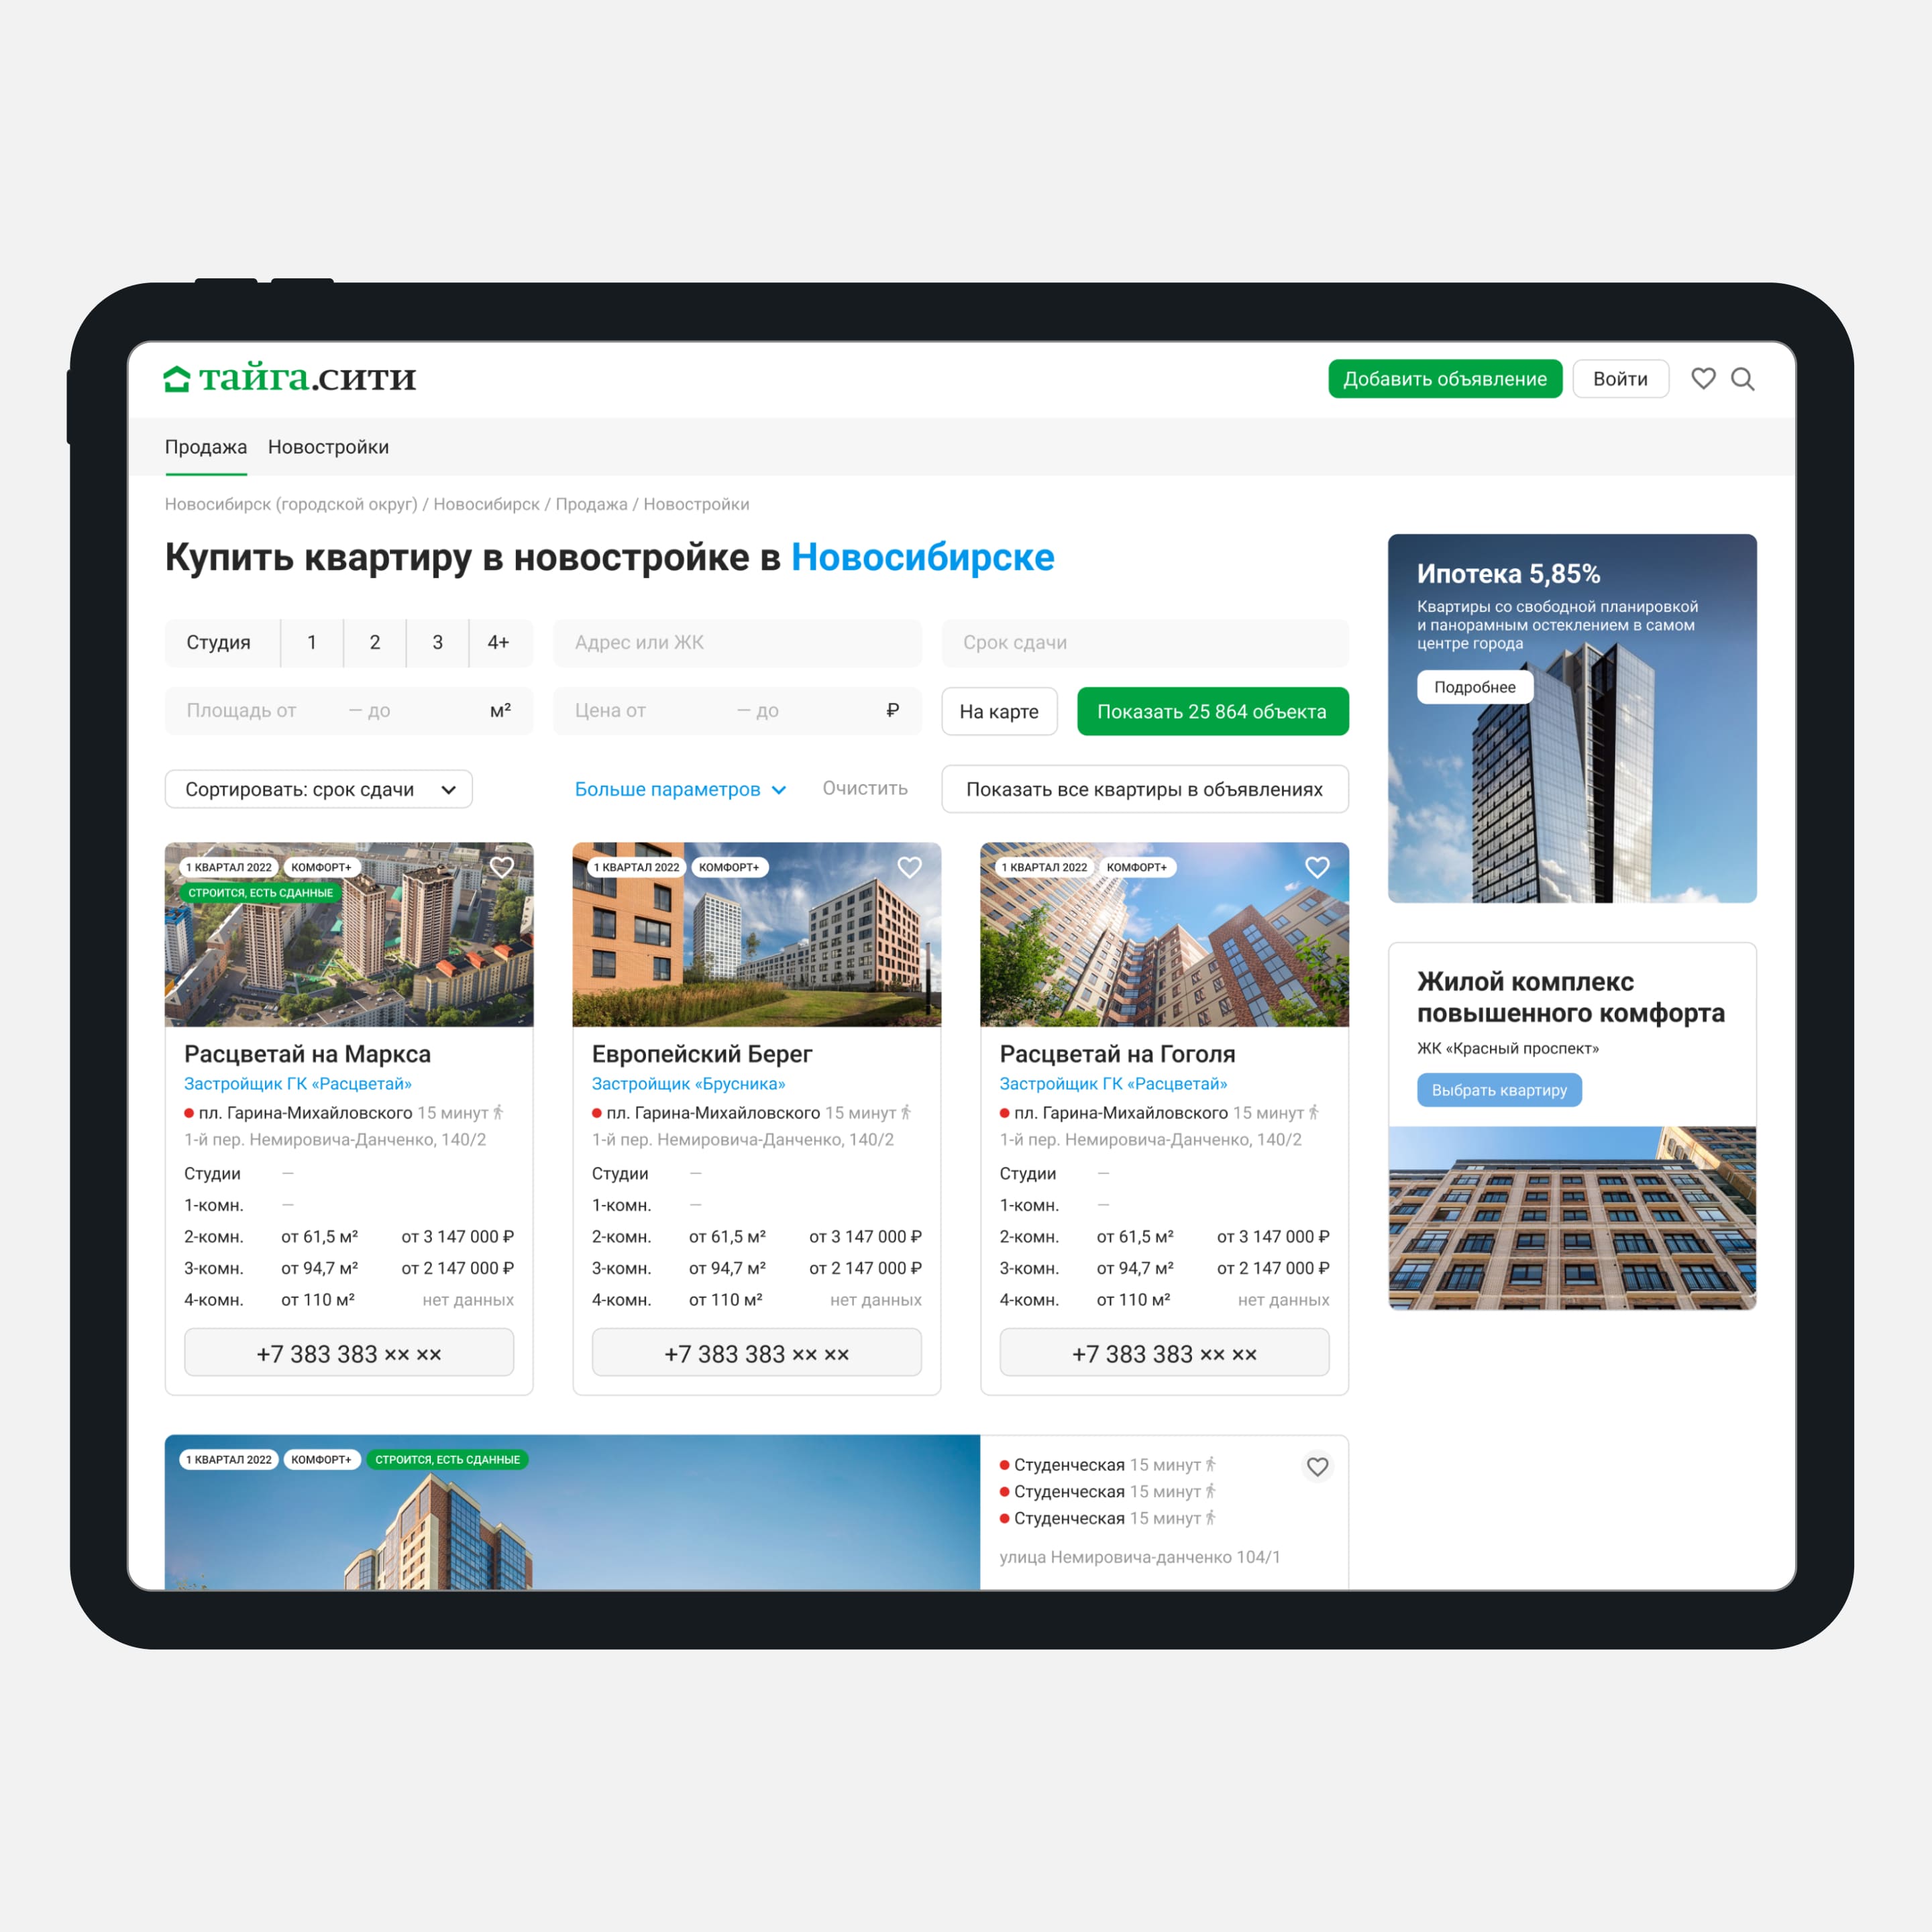 тайга.сити
Добавить объявление
Войти
Продажа Новостройки
Новосибирск (городской округ) / Новосибирск / Продажа / Новостройки
Купить квартиру в новостройке в Новосибирске
Студия 1 2 3 4+
Адрес или ЖК
Срок сдачи
Площадь от — до м²
Цена от — до ₽
На карте
Показать 25 864 объекта
Сортировать: срок сдачи
Больше параметров
Очистить
Показать все квартиры в объявлениях
1 КВАРТАЛ 2022 КОМФОРТ+
СТРОИТСЯ, ЕСТЬ СДАННЫЕ
Расцветай на Маркса
Застройщик ГК «Расцветай»
пл. Гарина-Михайловского 15 минут
1-й пер. Немировича-Данченко, 140/2
Студии —
1-комн. —
2-комн. от 61,5 м² от 3 147 000 ₽
3-комн. от 94,7 м² от 2 147 000 ₽
4-комн. от 110 м² нет данных
+7 383 383 ×× ××
1 КВАРТАЛ 2022 КОМФОРТ+
Европейский Берег
Застройщик «Брусника»
пл. Гарина-Михайловского 15 минут
1-й пер. Немировича-Данченко, 140/2
Студии —
1-комн. —
2-комн. от 61,5 м² от 3 147 000 ₽
3-комн. от 94,7 м² от 2 147 000 ₽
4-комн. от 110 м² нет данных
+7 383 383 ×× ××
1 КВАРТАЛ 2022 КОМФОРТ+
Расцветай на Гоголя
Застройщик ГК «Расцветай»
пл. Гарина-Михайловского 15 минут
1-й пер. Немировича-Данченко, 140/2
Студии —
1-комн. —
2-комн. от 61,5 м² от 3 147 000 ₽
3-комн. от 94,7 м² от 2 147 000 ₽
4-комн. от 110 м² нет данных
+7 383 383 ×× ××
1 КВАРТАЛ 2022 КОМФОРТ+ СТРОИТСЯ, ЕСТЬ СДАННЫЕ
Студенческая 15 минут
Студенческая 15 минут
Студенческая 15 минут
улица Немировича-данченко 104/1
Ипотека 5,85%
Квартиры со свободной планировкой
и панорамным остеклением в самом
центре города
Подробнее
Жилой комплекс
повышенного комфорта
ЖК «Красный проспект»
Выбрать квартиру